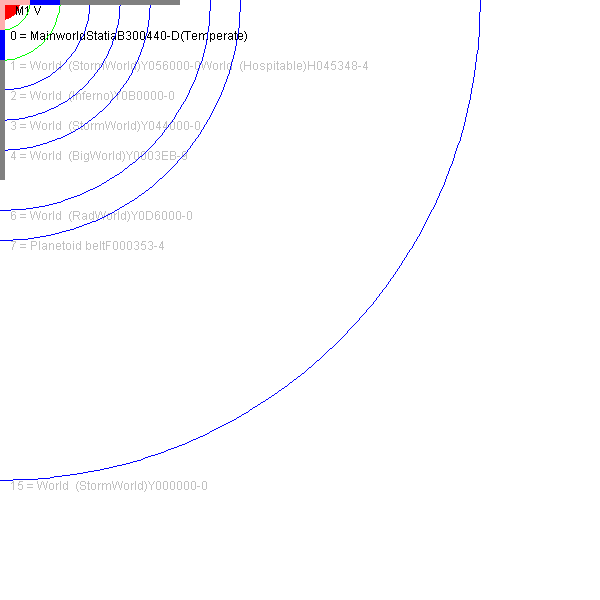 M1 V
0 = MainworldStatiaB300440-D(Temperate)
1 = World (StormWorld)Y056000-0World (Hospitable)H045348-4
2 = World (Inferno)Y0B0000-0
3 = World (StormWorld)Y044000-0
4 = World (BigWorld)Y0003EB-9
6 = World (RadWorld)Y0D6000-0
7 = Planetoid beltF000353-4
15 = World (StormWorld)Y000000-0